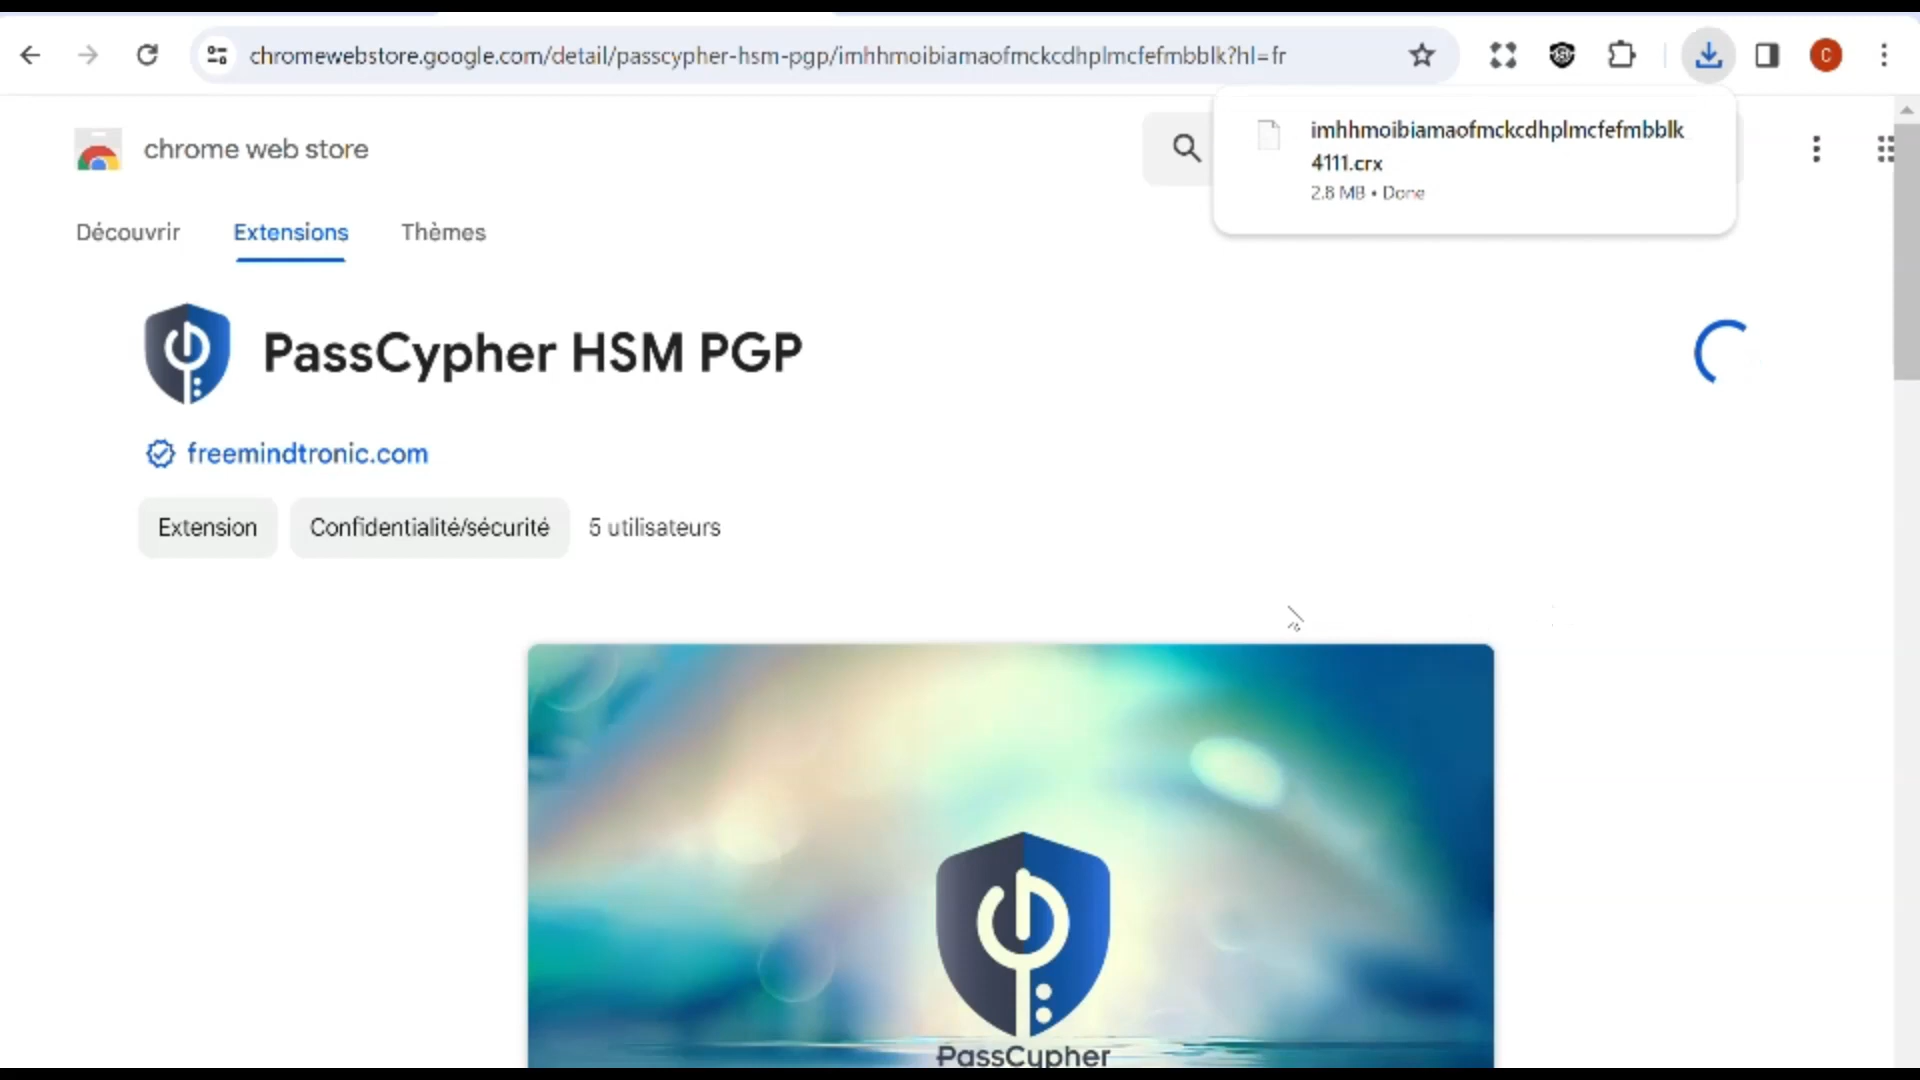 chromewebstore.google.com/detail/passcypher-hsm-pgp/imhhmoibiamaofmckcdhplmcfefmbblk?hl=fr
C
chrome web store
imhhmoibiamaofmckcdhplmcfefmbblk
4111.crx
2.8 MB • Done
Découvrir
Extensions
Thèmes
PassCypher HSM PGP
freemindtronic.com
Extension
Confidentialité/sécurité
5 utilisateurs
PassCypher